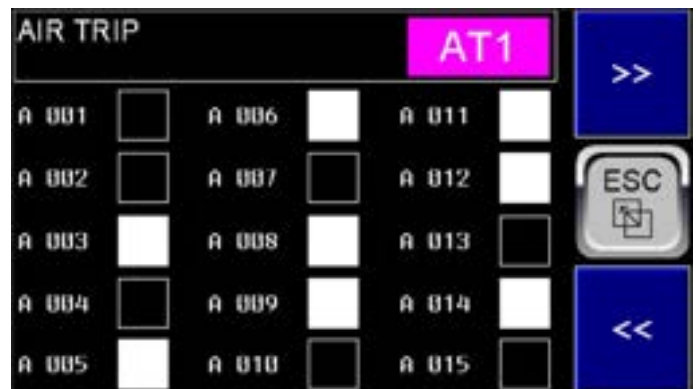 AIR TRIP
AT1
>>
A 001
A 006
A 011
A 002
A 007
A 012
ESC
A 003
A 008
A 013
A 004
A 009
A 014
<<
A 005
A 010
A 015